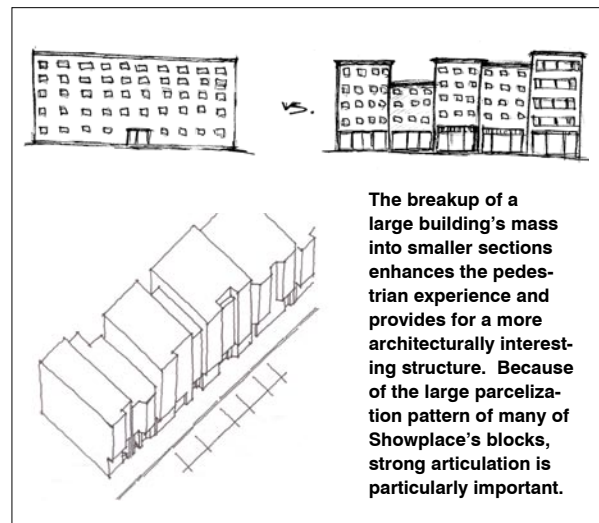 vs.
The breakup of a
large building’s mass
into smaller sections
enhances the pedes-
trian experience and
provides for a more
architecturally interest-
ing structure.  Because
of the large parceliza-
tion pattern of many of
Showplace’s blocks,
strong articulation is
particularly important.